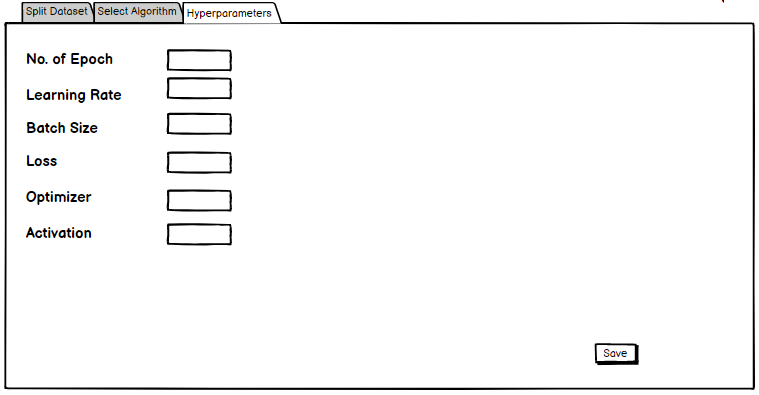 Split Dataset Select Algorithm Hyperparameters
No. of Epoch
Learning Rate
Batch Size
Loss
Optimizer
Activation
Save